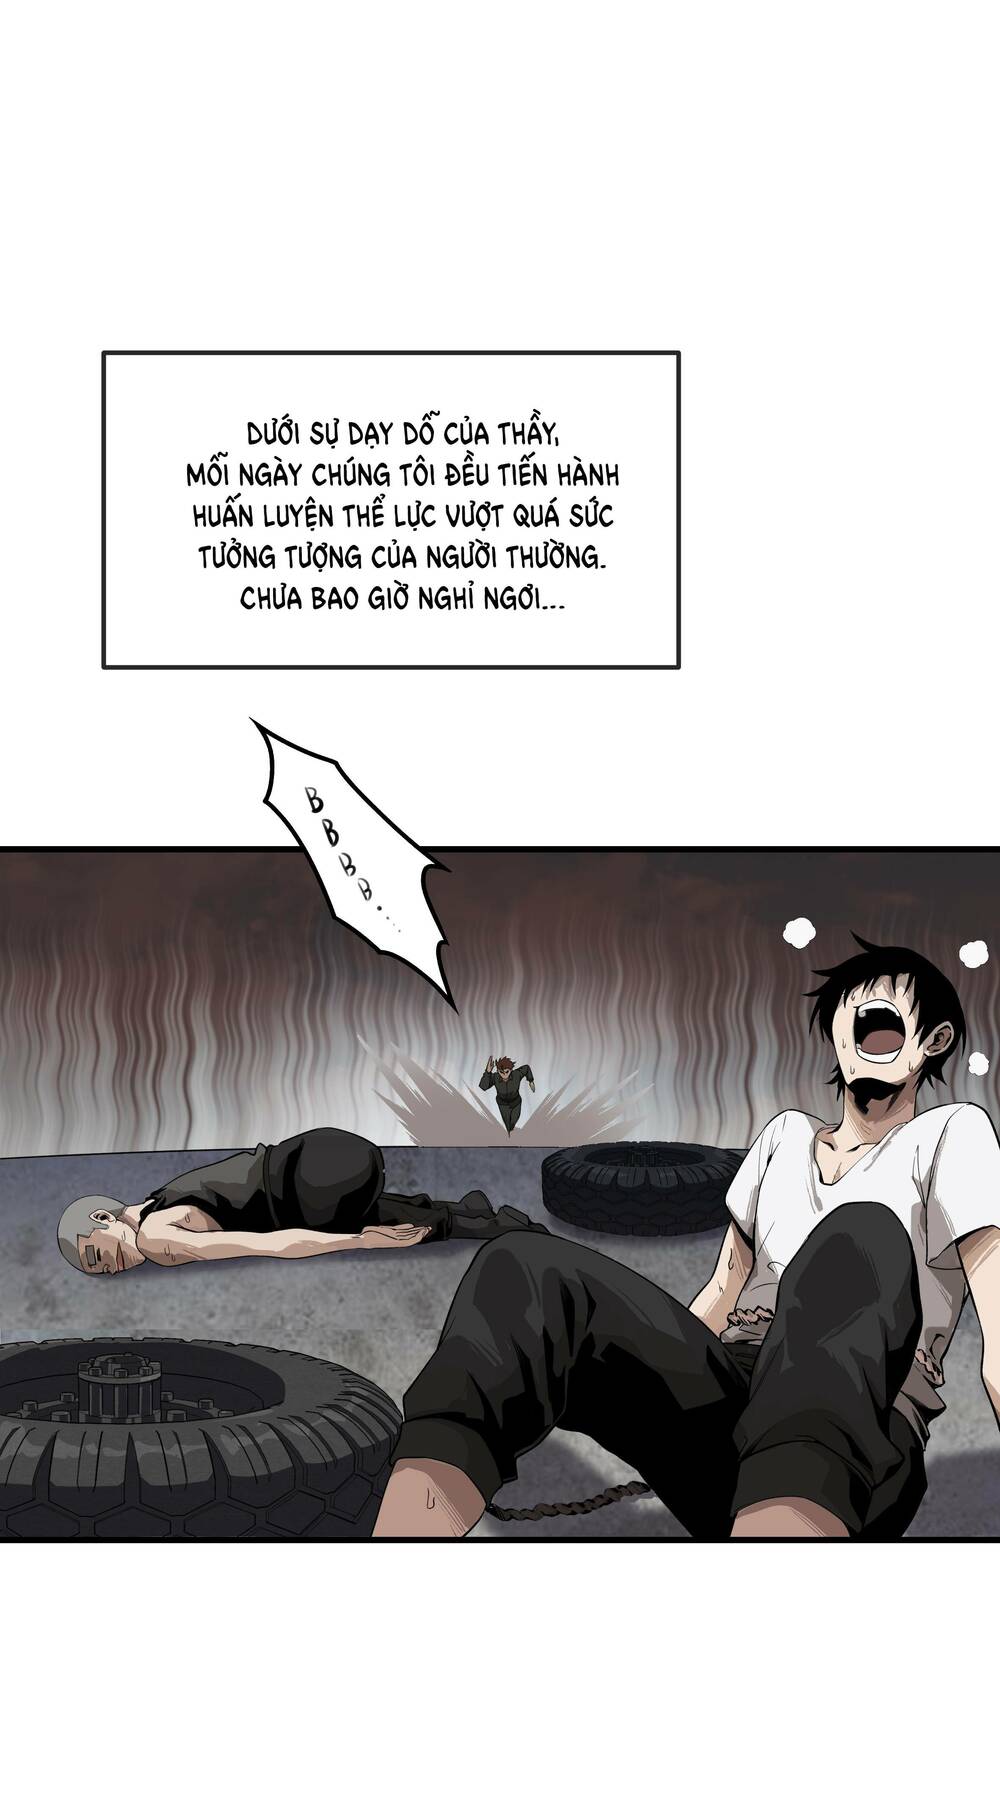 DƯỚI SỰ DẠY DỖ CỦA THẦY,
MỖI NGÀY CHÚNG TÔI ĐỀU TIẾN HÀNH
HUẤN LUYỆN THỂ LỰC VƯỢT QUÁ SỨC
TƯỞNG TƯỢNG CỦA NGƯỜI THƯỜNG.
CHƯA BAO GIỜ NGHỈ NGƠI...
BBBB....